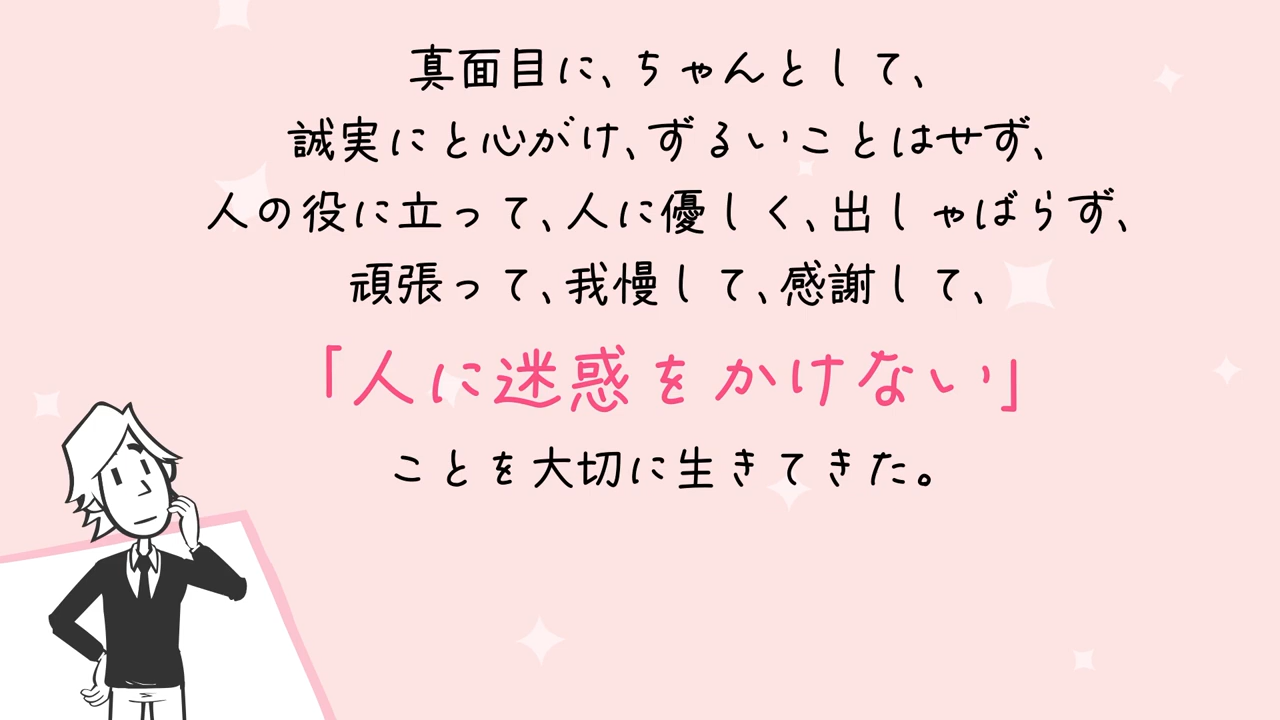 真面目に、ちゃんとして、
誠実にと心がけ、ずるいことはせず、
人の役に立って、人に優しく、出しゃばらず、
頑張って、我慢して、感謝して、
「人に迷惑をかけない」
ことを大切に生きてきた。